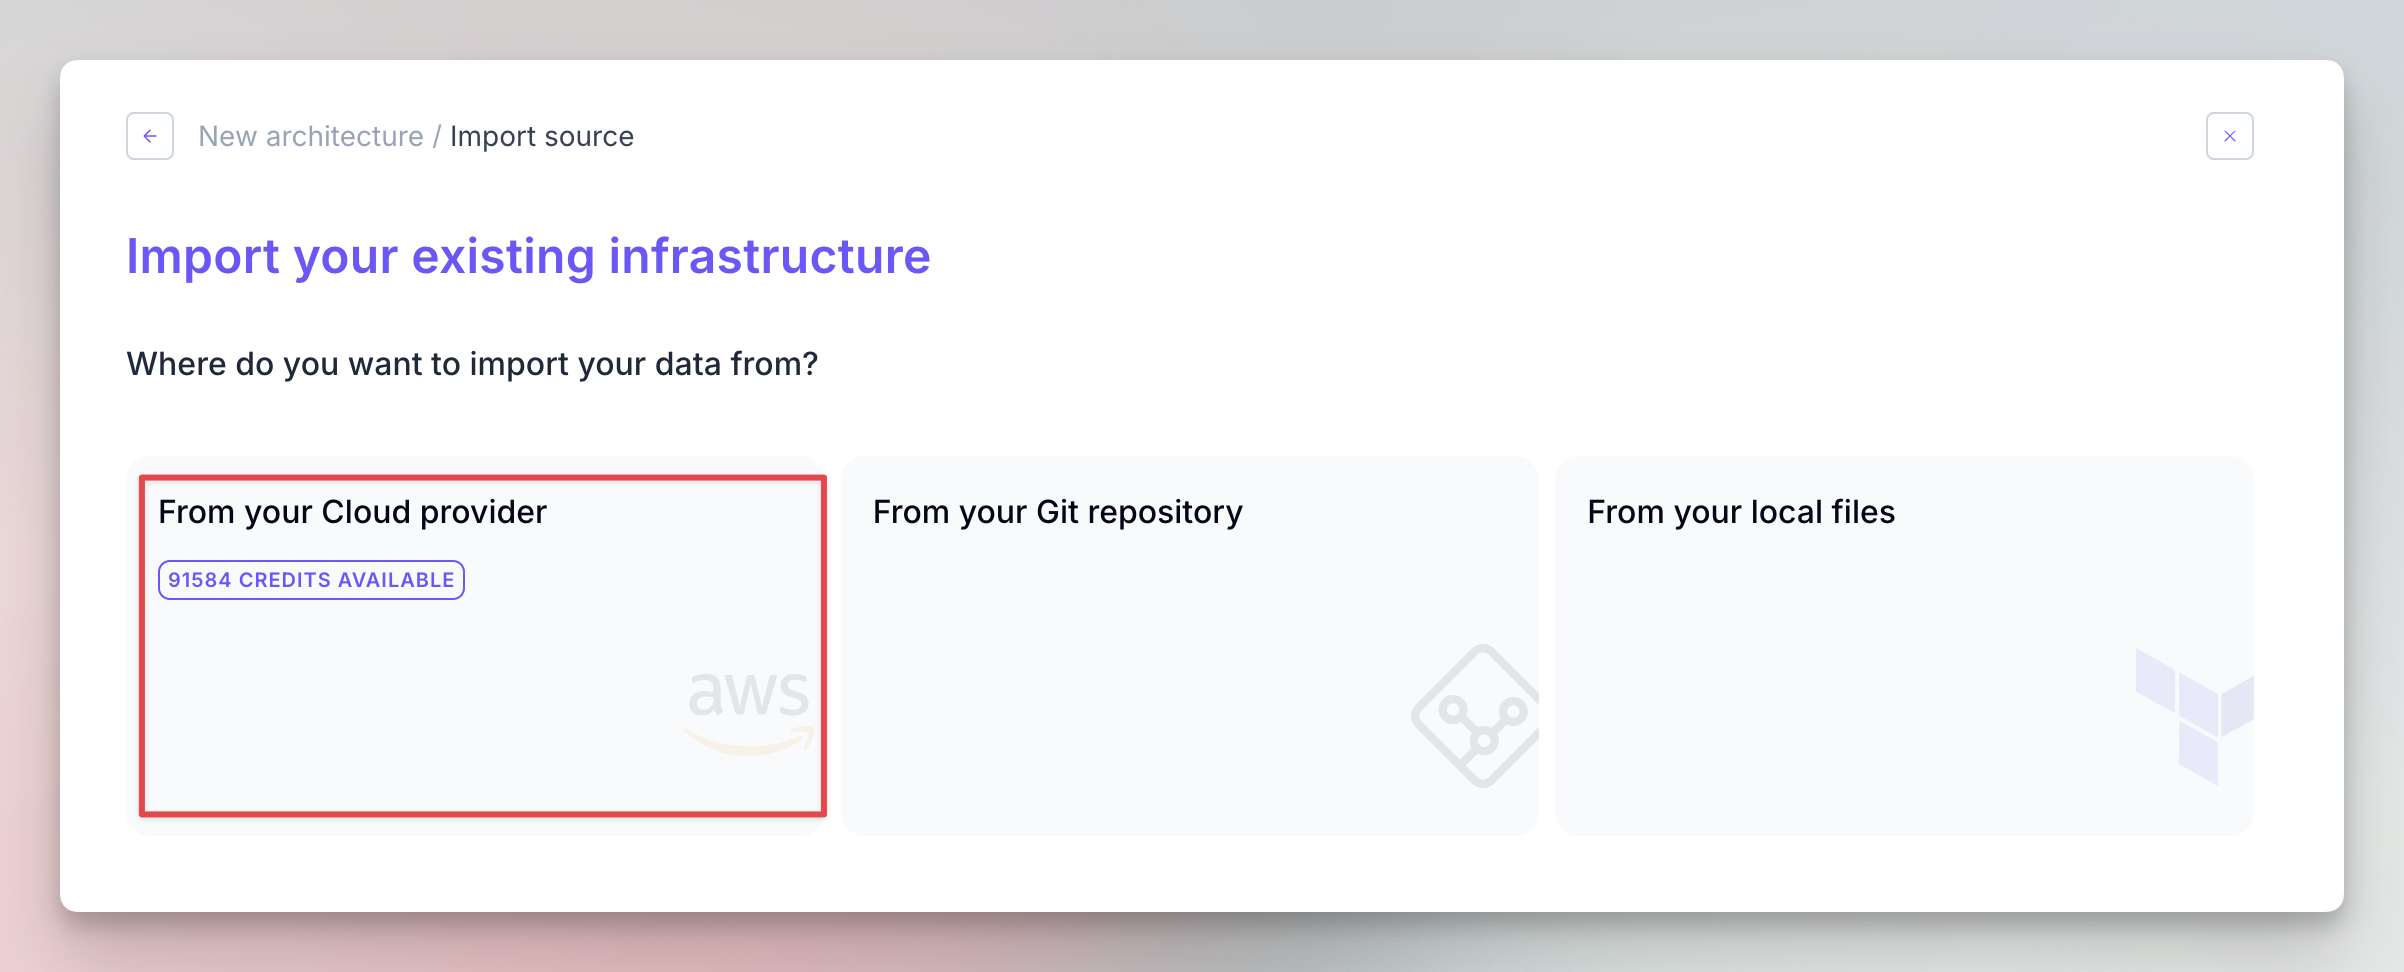 New architecture / Import source
Import your existing infrastructure
Where do you want to import your data from?
From your Cloud provider
91584 CREDITS AVAILABLE
aws
From your Git repository
From your local files